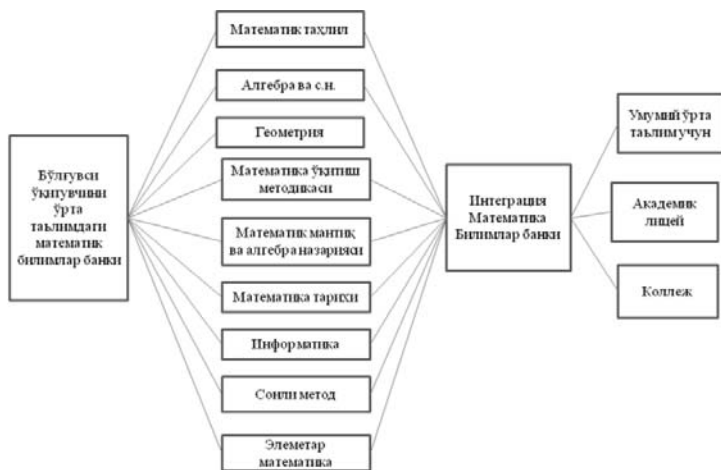 Бўлғувси
ўқитувчини
ўрта
таълимдаги
математик
билимлар банки
Математик таҳлил
Алгебра ва с.н.
Геометрия
Математика ўқитиш
методикаси
Математик мантиқ
ва алгебра назарияси
Математика тарихи
Информатика
Сонли метод
Элеметар
математика
Интеграция
Математика
Билимлар банки
Умумий ўрта
таълим учун
Академик
лицей
Коллеж